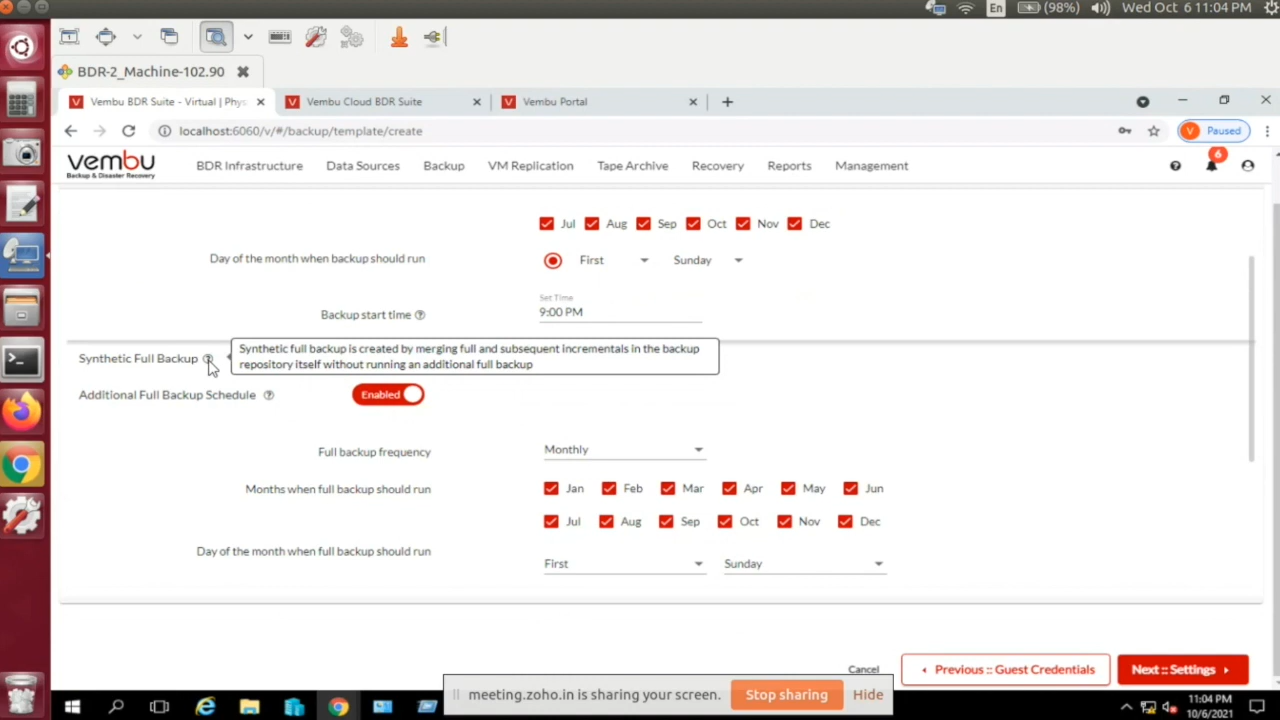 En (98%) Wed Oct 6 11:04 PM
BDR-2_Machine-102.90
Vembu BDR Suite - Virtual | Phys
Vembu Cloud BDR Suite
Vembu Portal
localhost:6060/v/#/backup/template/create
V Paused
vembu
Backup & Disaster Recovery
BDR Infrastructure
Data Sources
Backup
VM Replication
Tape Archive
Recovery
Reports
Management
6
Jul Aug Sep Oct Nov Dec
Day of the month when backup should run
First Sunday
Set Time
Backup start time
9:00 PM
Synthetic Full Backup
Synthetic full backup is created by merging full and subsequent incrementals in the backup
repository itself without running an additional full backup
Additional Full Backup Schedule
Enabled
Full backup frequency
Monthly
Months when full backup should run
Jan Feb Mar Apr May Jun
Jul Aug Sep Oct Nov Dec
Day of the month when full backup should run
First Sunday
Cancel
Previous :: Guest Credentials
Next :: Settings
meeting.zoho.in is sharing your screen.
Stop sharing
Hide
11:04 PM
10/6/2021